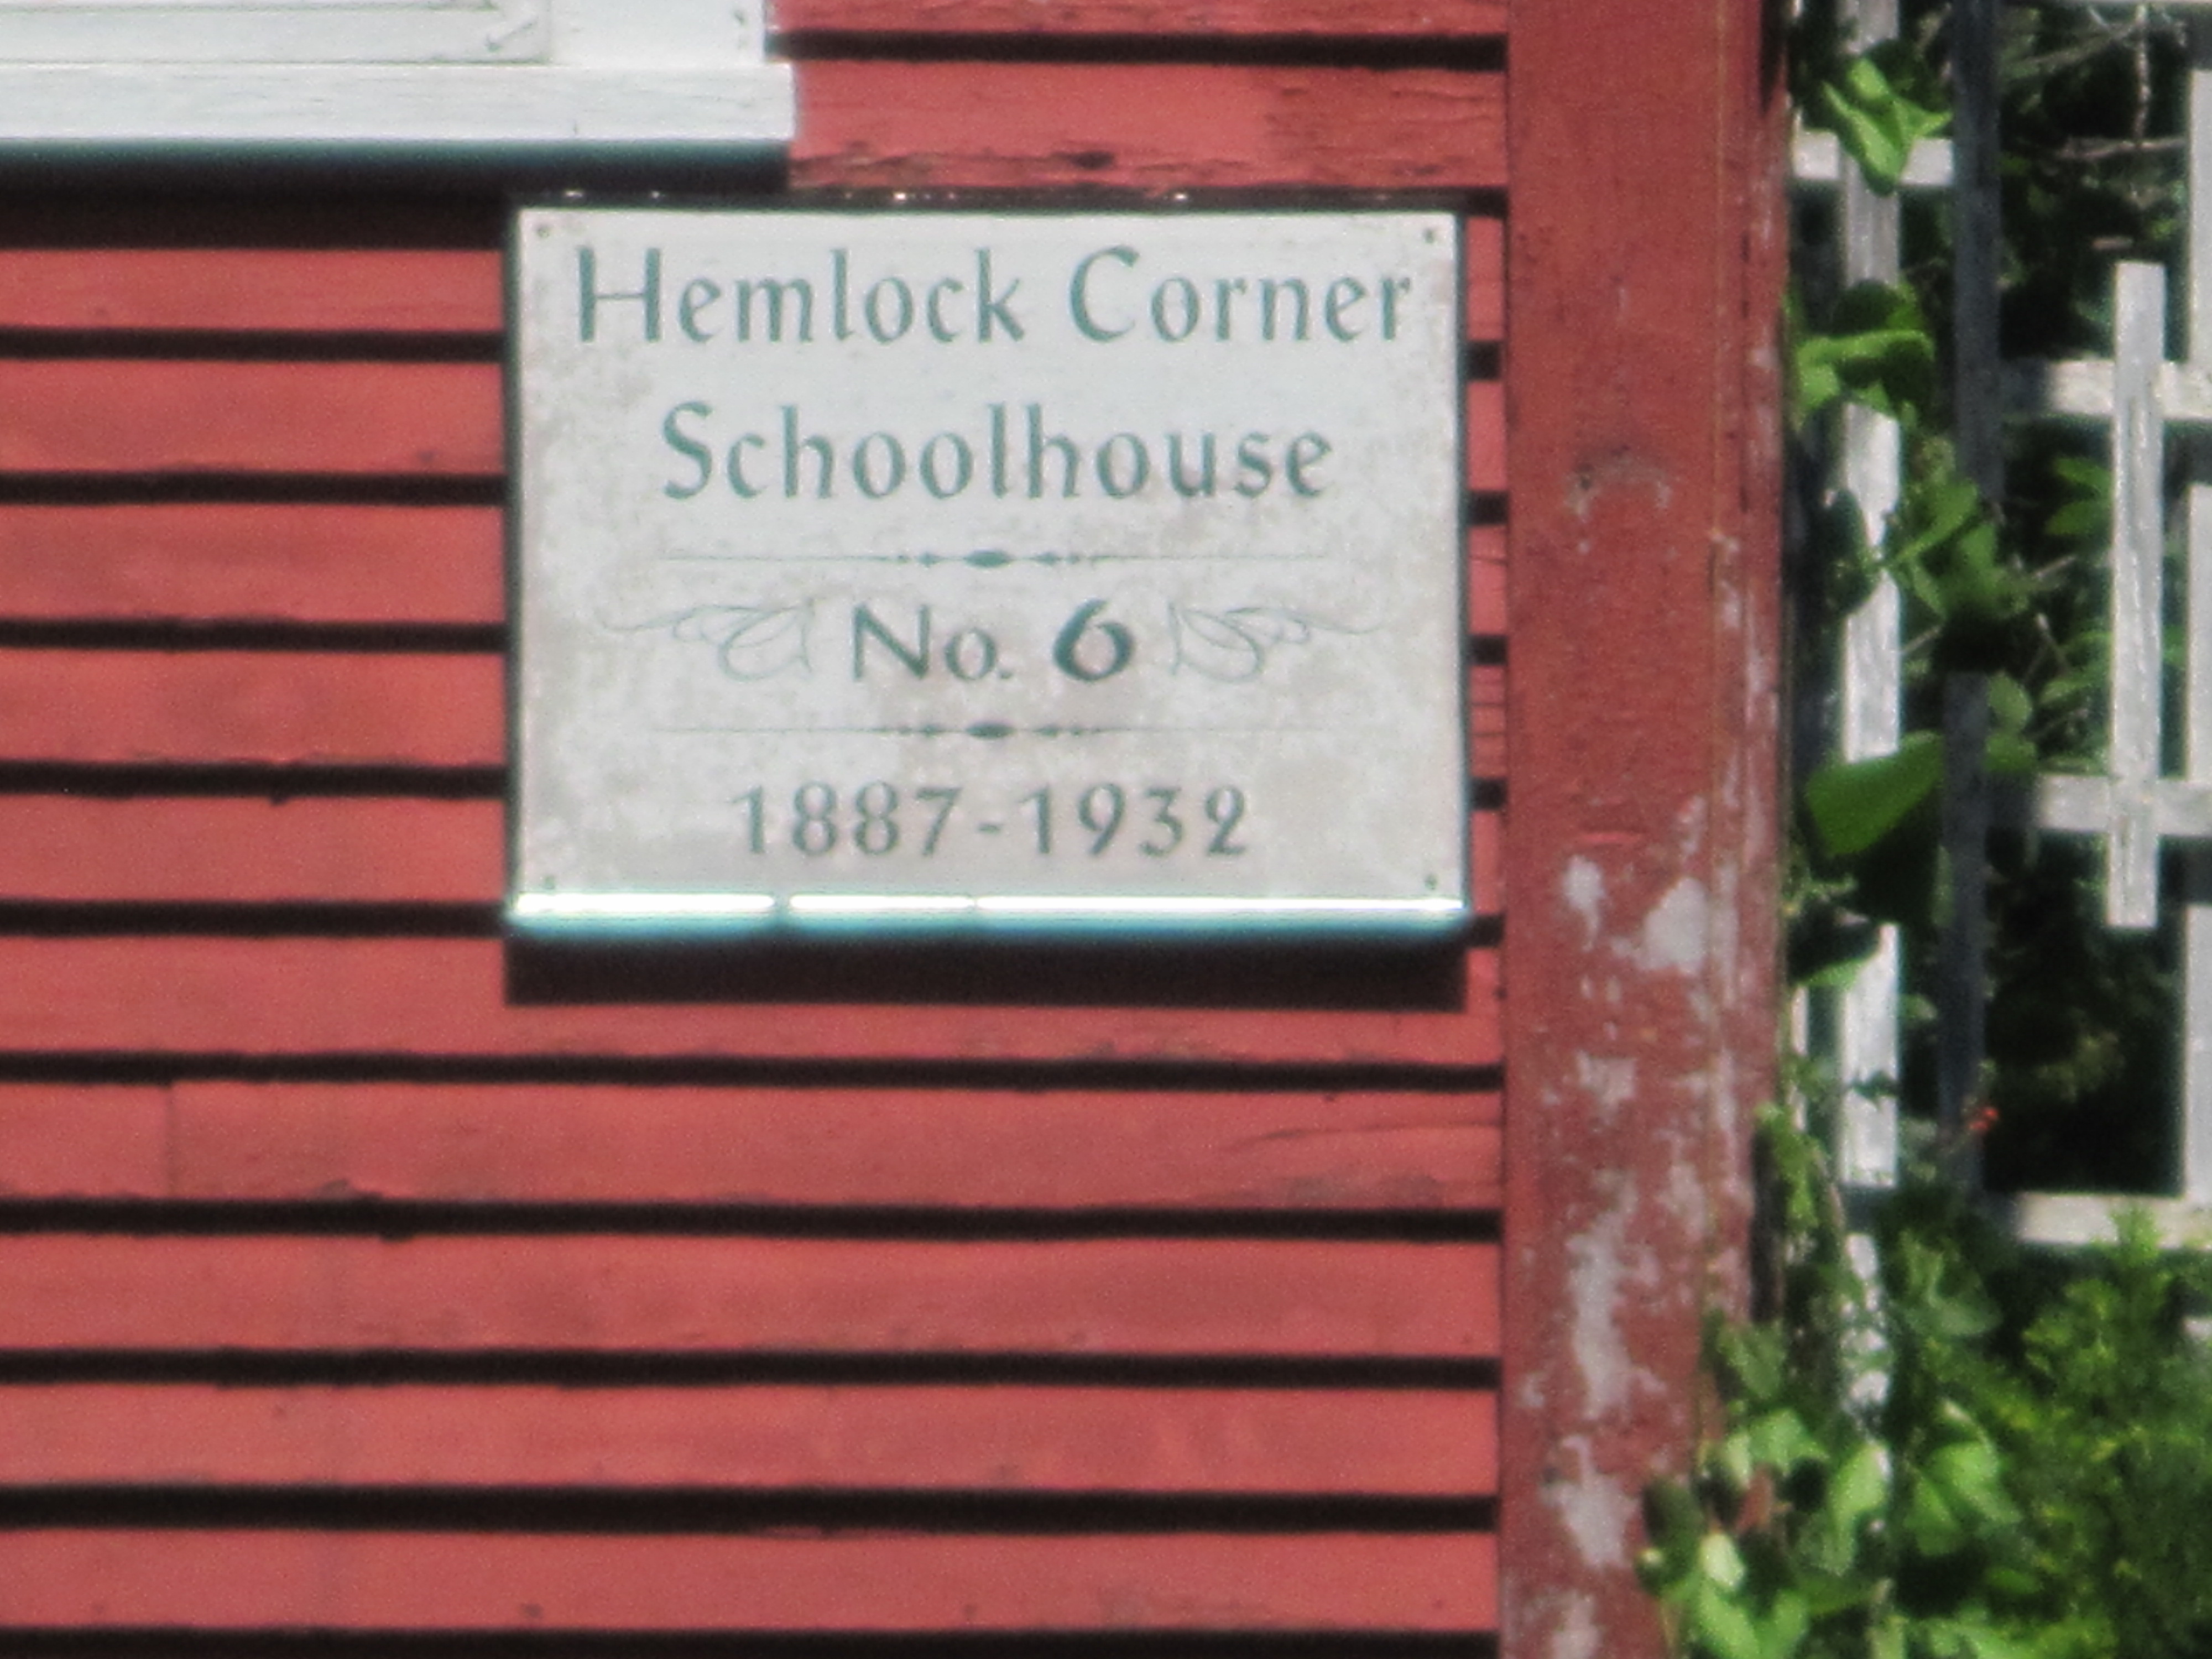 Hemlock Corner
Schoolhouse
No. 6
1887-1932